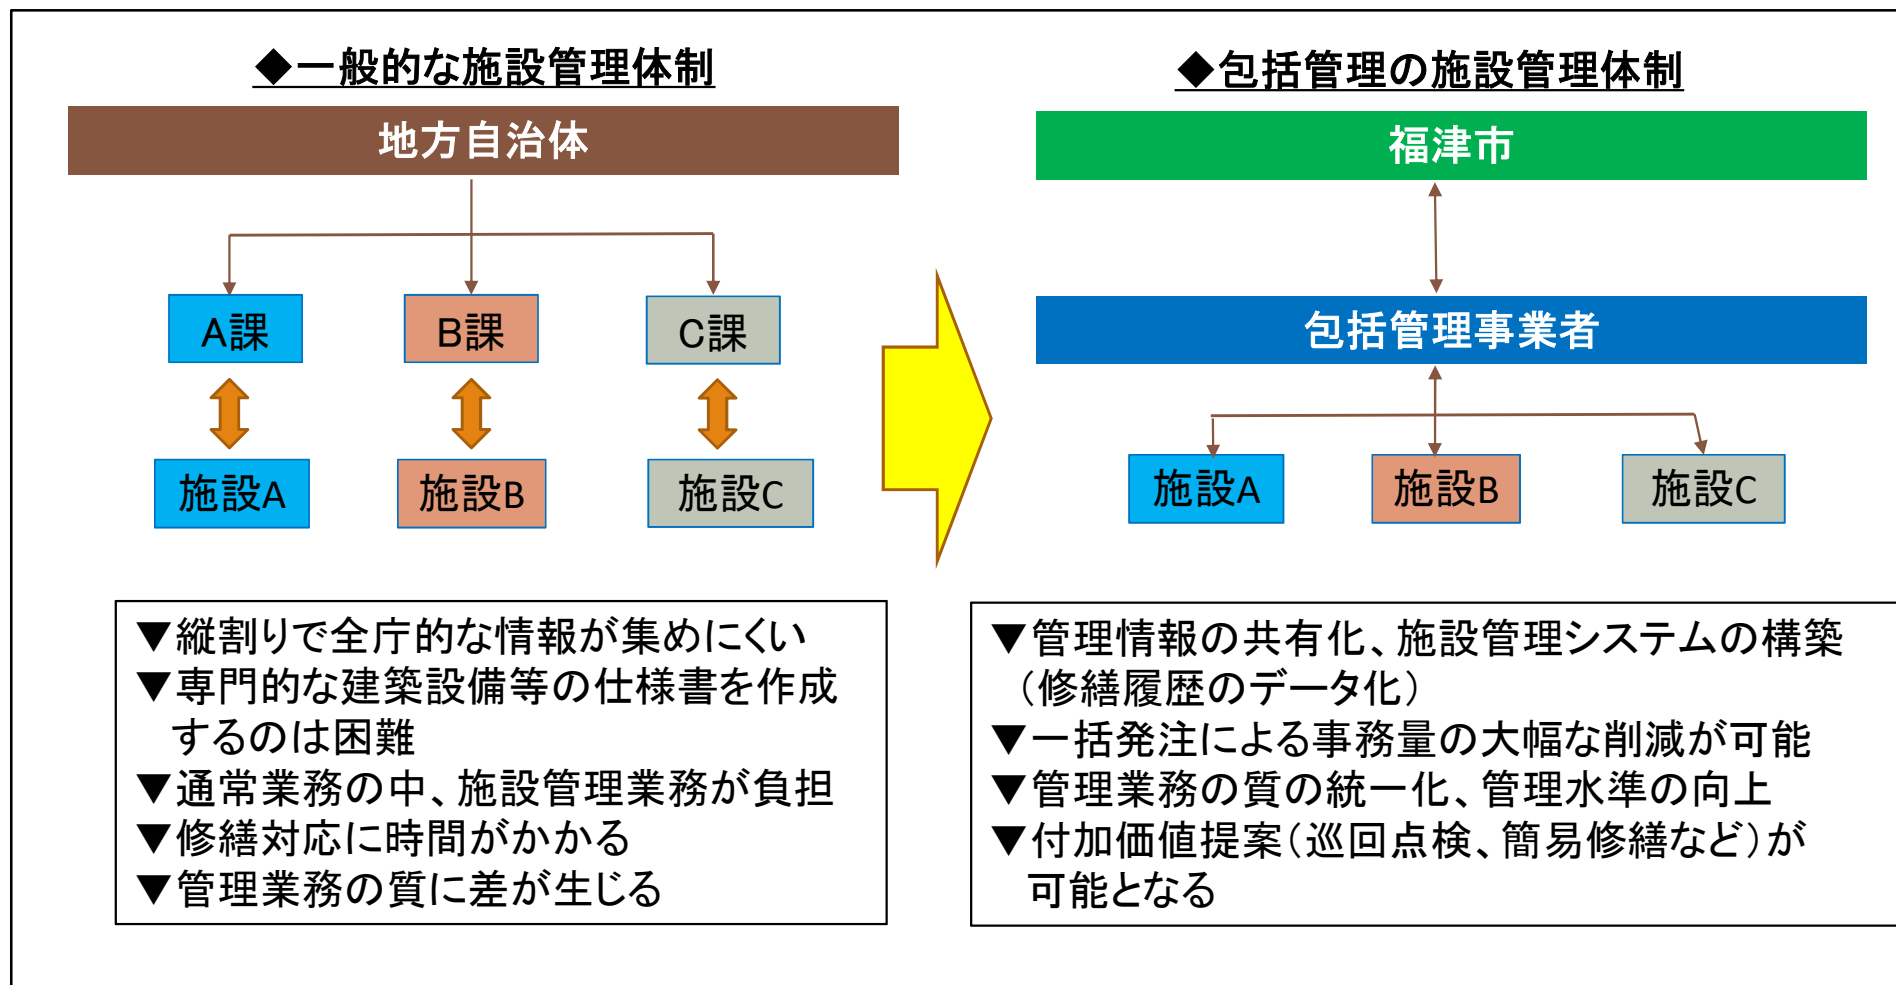 ◆一般的な施設管理体制
地方自治体
A課
B課
C課
施設A
施設B
施設C
▼縦割りで全庁的な情報が集めにくい
▼専門的な建築設備等の仕様書を作成
するのは困難
▼通常業務の中、施設管理業務が負担
▼修繕対応に時間がかかる
▼管理業務の質に差が生じる
◆包括管理の施設管理体制
福津市
包括管理事業者
施設A
施設B
施設C
▼管理情報の共有化、施設管理システムの構築
（修繕履歴のデータ化）
▼一括発注による事務量の大幅な削減が可能
▼管理業務の質の統一化、管理水準の向上
▼付加価値提案（巡回点検、簡易修繕など）が
可能となる